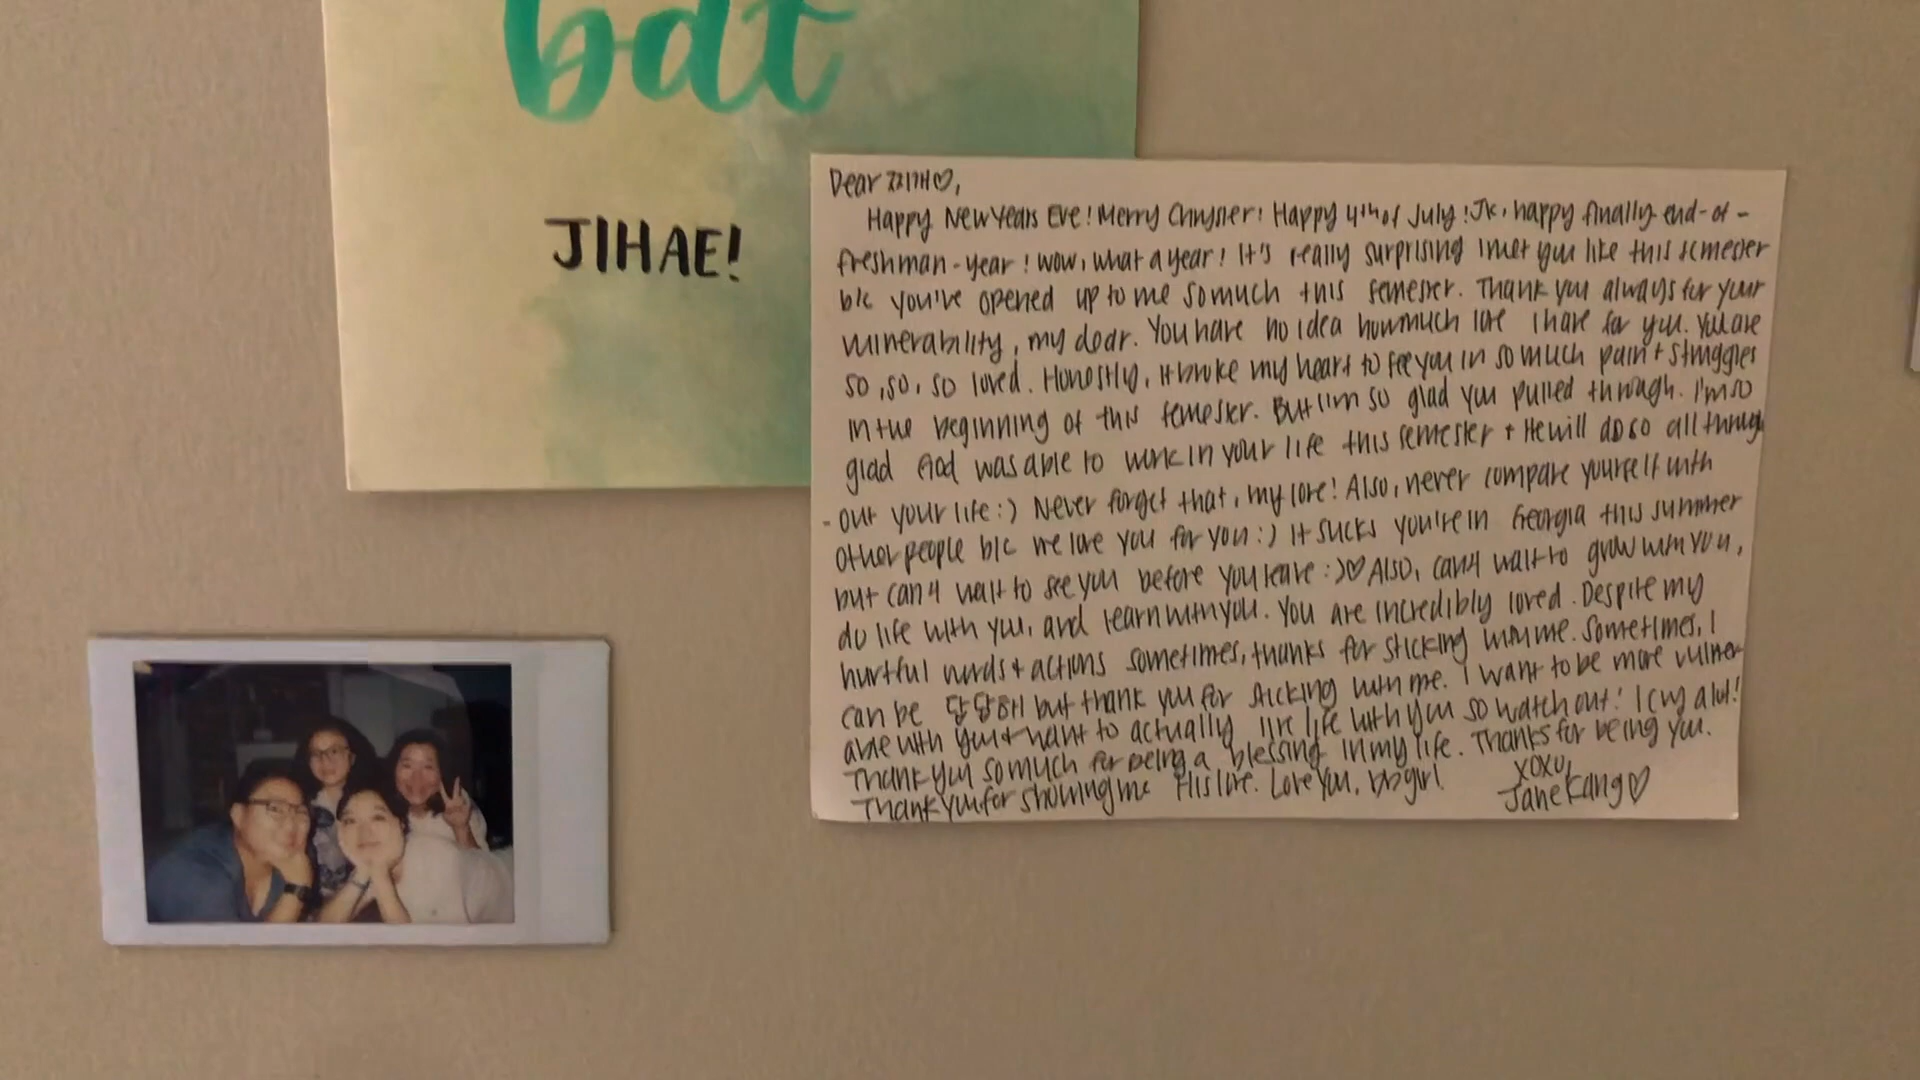 bdt
JIHAE!
Dear 지혜♡,
Happy New Years Eve! Merry Chrysler! Happy 4th of July! Jk, happy finally end-of-
freshman-year! Wow, what a year! It's really surprising I met you like this semester
b/c you've opened up to me so much this semester. Thank you always for your
vulnerability, my dear. You have no idea how much love I have for you. You are
so, so, so loved. Honestly, it broke my heart to see you in so much pain + struggles
in the beginning of this semester. But I'm so glad you pulled through. I'm so
glad God was able to work in your life this semester + He will do so all through
- out your life :) Never forget that, my love! Also, never compare yourself with
other people b/c we love you for you :) It sucks you're in Georgia this summer
but can't wait to see you before you leave :)♡ Also, can't wait to grow with you,
do life with you, and learn with you. You are incredibly loved. Despite my
hurtful words + actions sometimes, thanks for sticking with me. Sometimes, I
can be 답답해 but thank you for sticking with me. I want to be more vulner
able with you + want to actually live life with you so watch out! I cry a lot!
Thank you so much for being a blessing in my life. Thanks for being you.
Thank you for showing me His love. Love you, bb girl.
xoxo,
Jane Kang♡